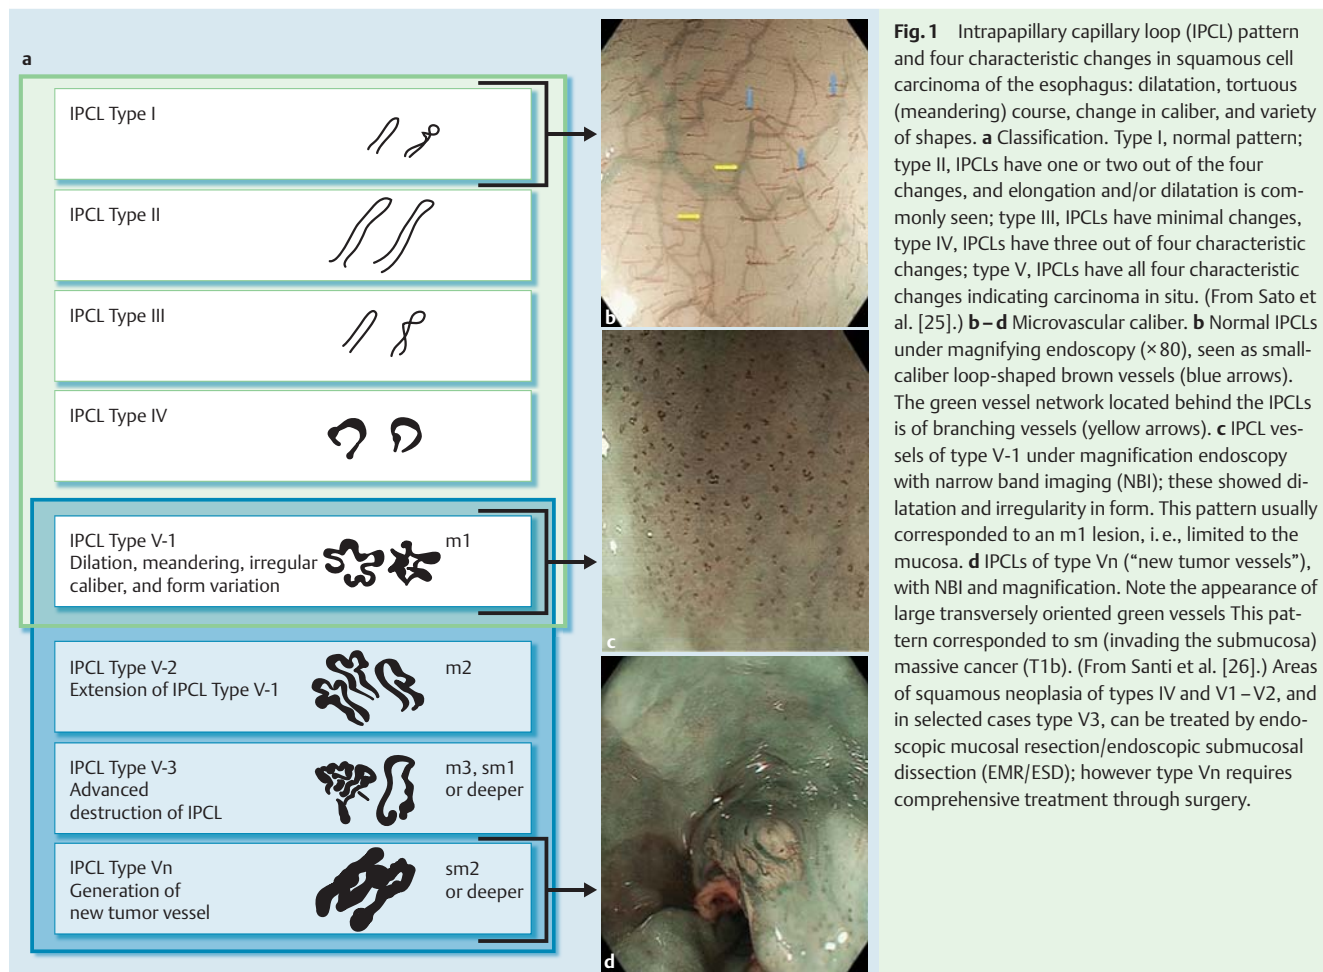 a
IPCL Type I
IPCL Type II
IPCL Type III
IPCL Type IV
IPCL Type V-1
Dilation, meandering, irregular
caliber, and form variation
m1
IPCL Type V-2
Extension of IPCL Type V-1
m2
IPCL Type V-3
Advanced
destruction of IPCL
m3, sm1
or deeper
IPCL Type Vn
Generation of
new tumor vessel
sm2
or deeper
b
c
d
Fig. 1 Intrapapillary capillary loop (IPCL) pattern
and four characteristic changes in squamous cell
carcinoma of the esophagus: dilatation, tortuous
(meandering) course, change in caliber, and variety
of shapes. a Classification. Type I, normal pattern;
type II, IPCLs have one or two out of the four
changes, and elongation and/or dilatation is com-
monly seen; type III, IPCLs have minimal changes,
type IV, IPCLs have three out of four characteristic
changes; type V, IPCLs have all four characteristic
changes indicating carcinoma in situ. (From Sato et
al. [25].) b – d Microvascular caliber. b Normal IPCLs
under magnifying endoscopy (×80), seen as small-
caliber loop-shaped brown vessels (blue arrows).
The green vessel network located behind the IPCLs
is of branching vessels (yellow arrows). c IPCL ves-
sels of type V-1 under magnification endoscopy
with narrow band imaging (NBI); these showed di-
latation and irregularity in form. This pattern usually
corresponded to an m1 lesion, i. e., limited to the
mucosa. d IPCLs of type Vn (“new tumor vessels”),
with NBI and magnification. Note the appearance of
large transversely oriented green vessels This pat-
tern corresponded to sm (invading the submucosa)
massive cancer (T1b). (From Santi et al. [26].) Areas
of squamous neoplasia of types IV and V1 – V2, and
in selected cases type V3, can be treated by endo-
scopic mucosal resection/endoscopic submucosal
dissection (EMR/ESD); however type Vn requires
comprehensive treatment through surgery.